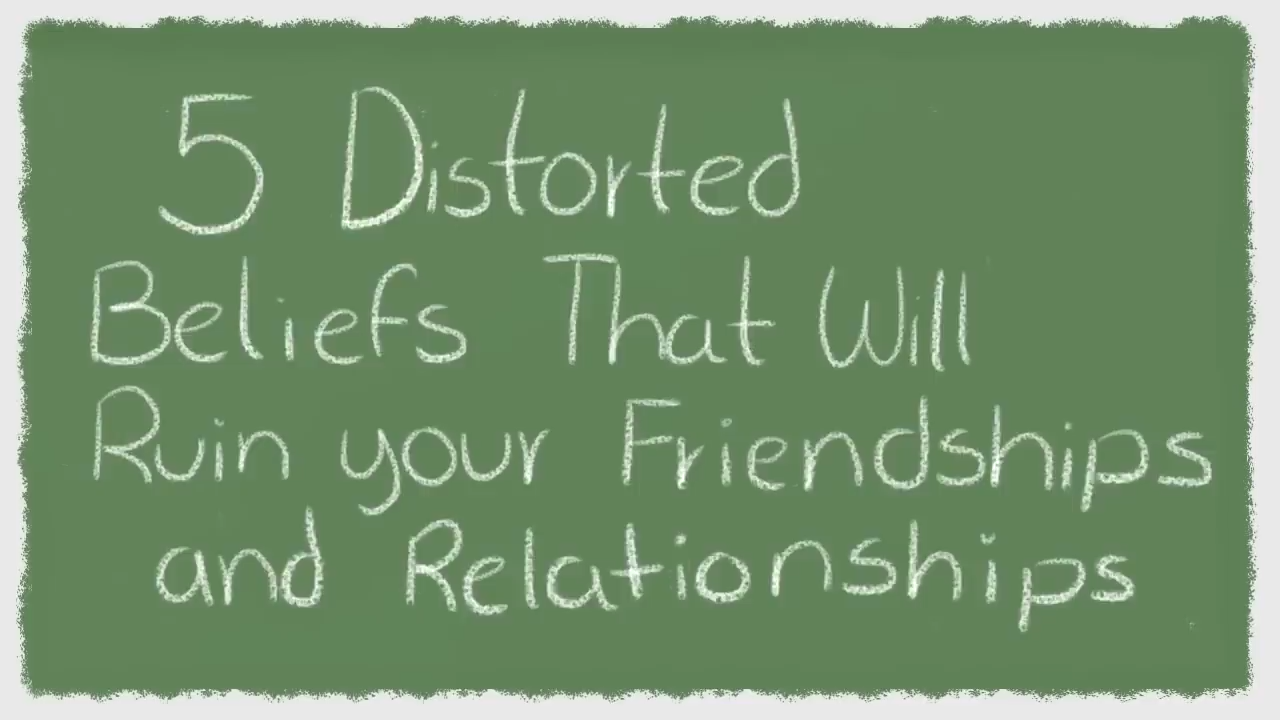 5 Distorted
Beliefs That Will
Ruin your Friendships
and Relationships